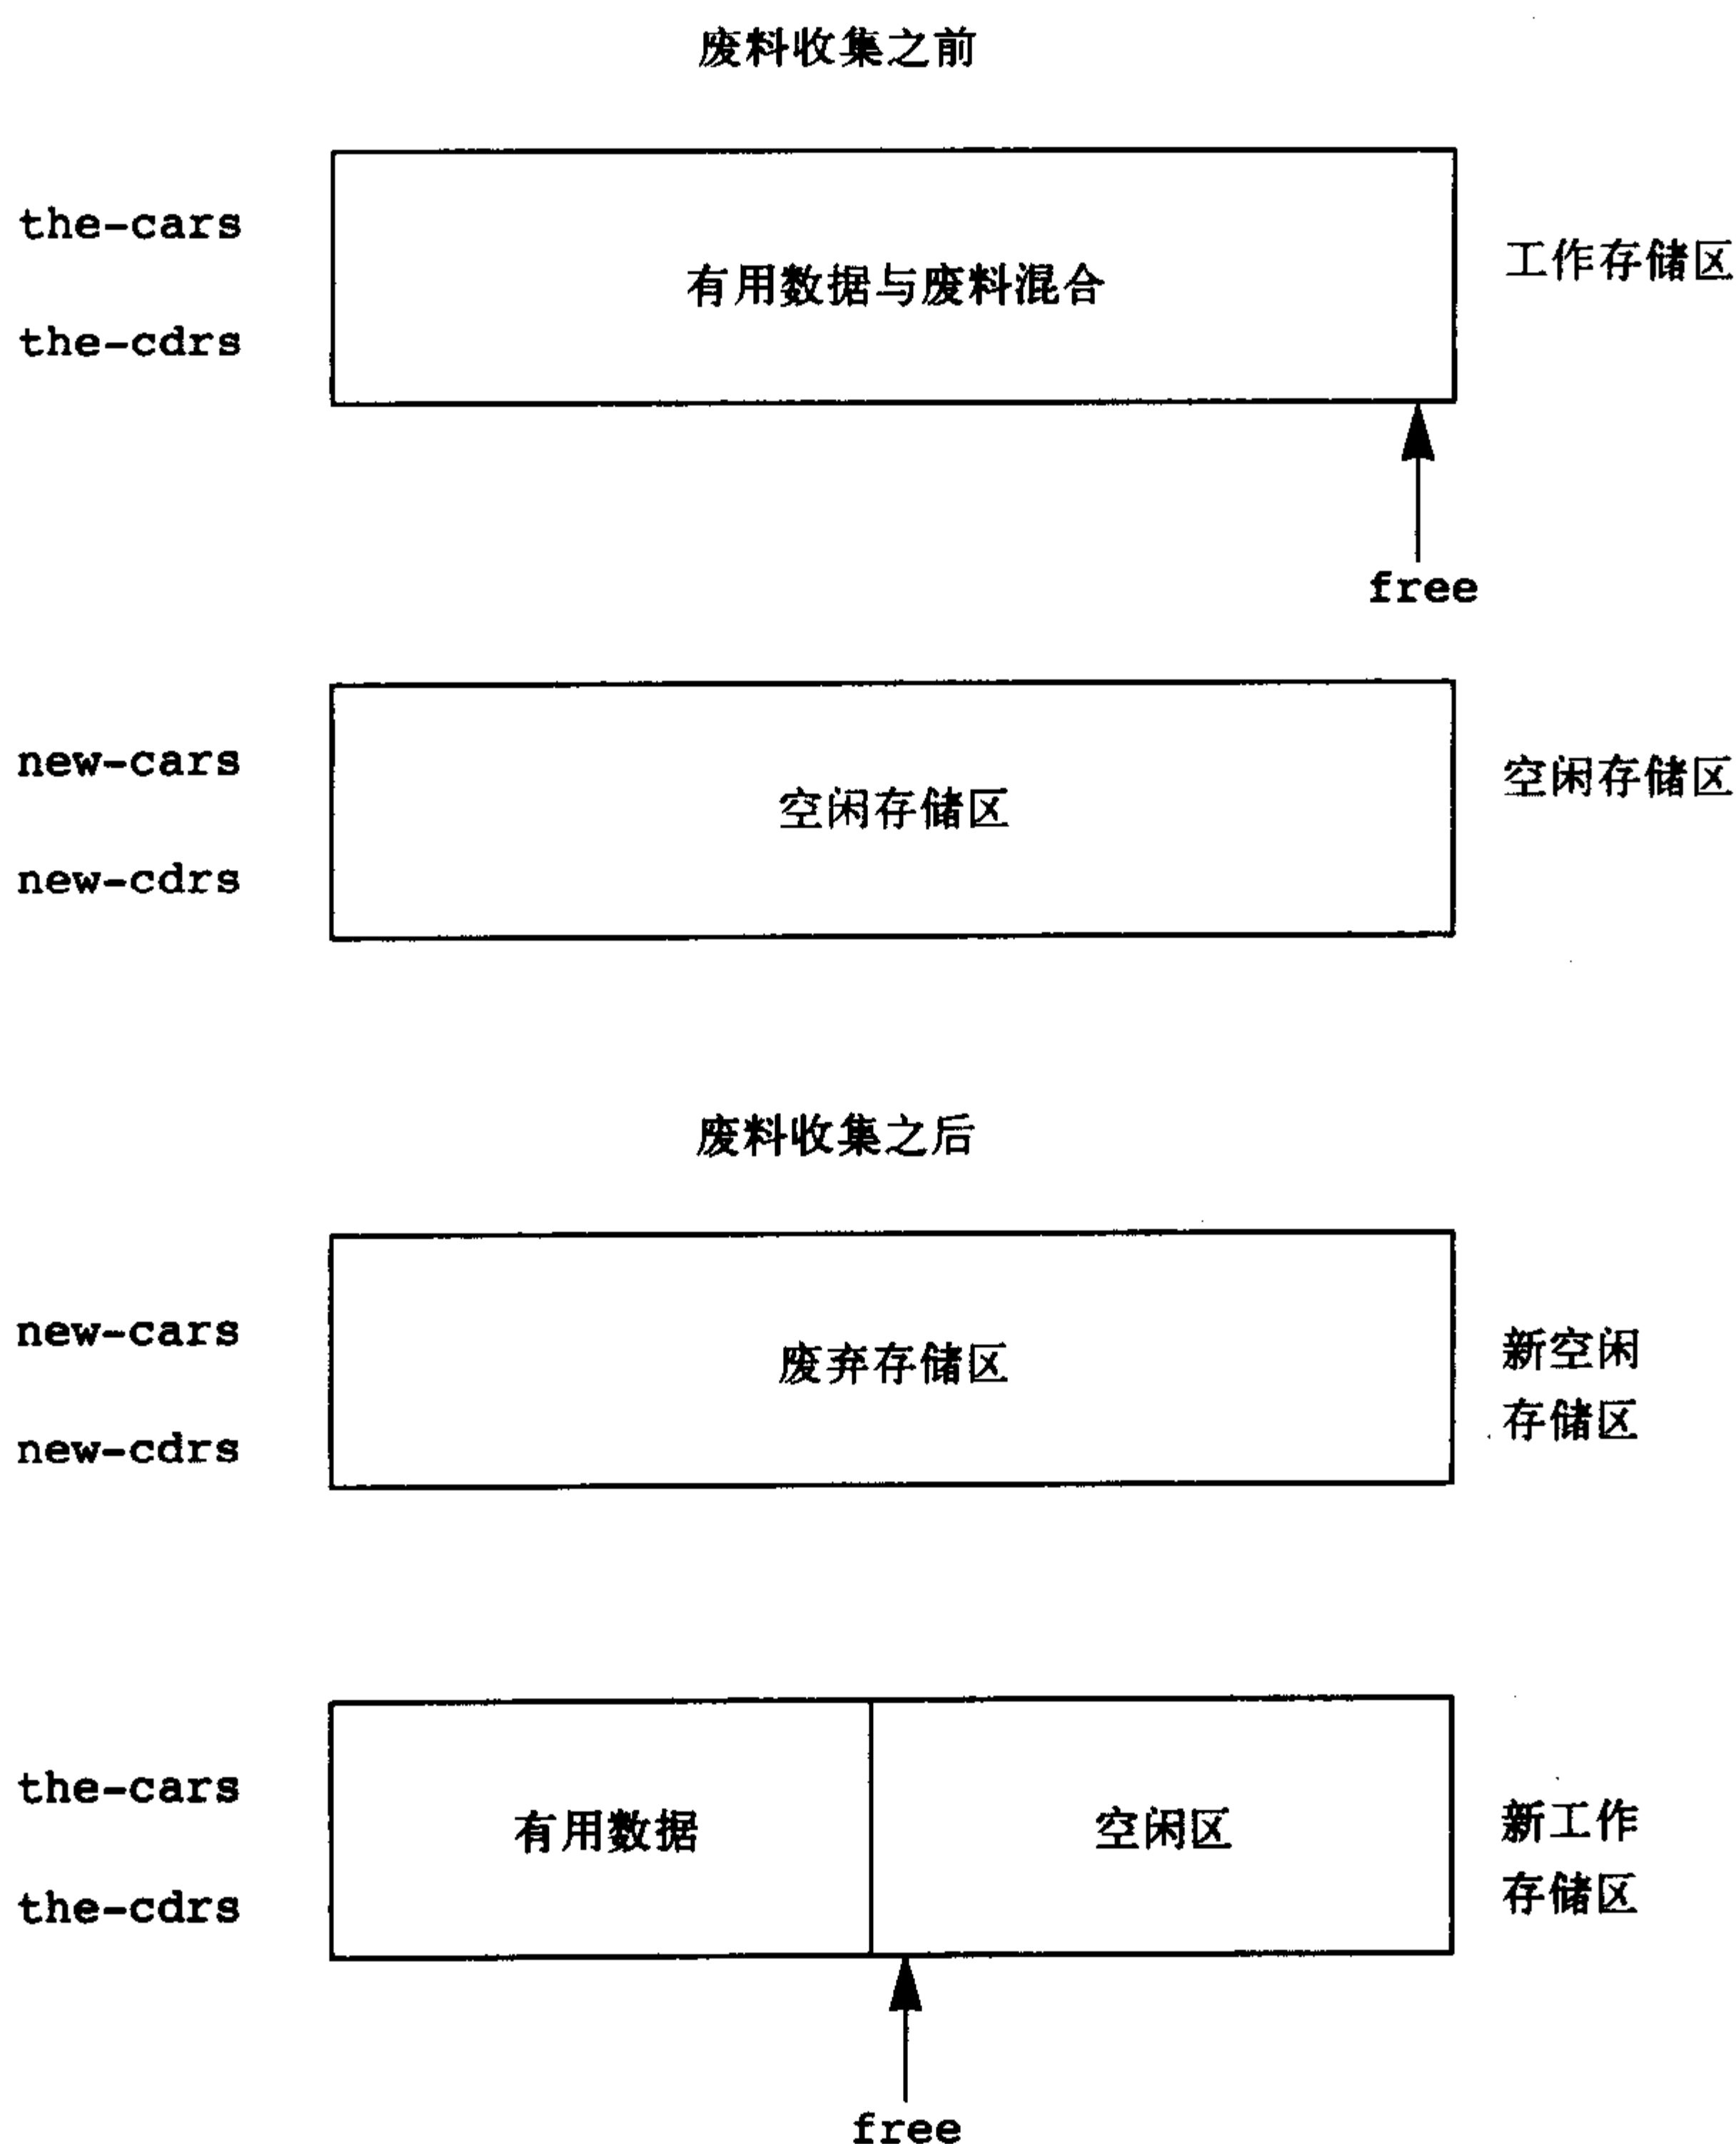 废料收集之前
the-cars
有用数据与废料混合
工作存储区
the-cdrs
free
new-cars
空闲存储区
空闲存储区
new-cdrs
废料收集之后
new-cars
废弃存储区
新空闲
存储区
new-cdrs
the-cars
有用数据
空闲区
新工作
存储区
the-cdrs
free